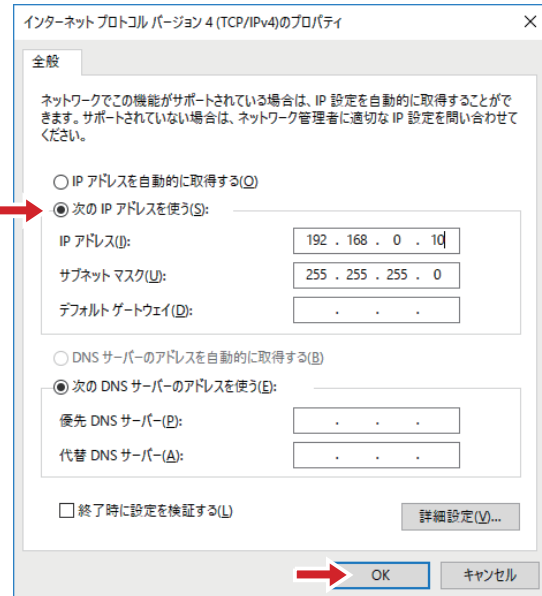 インターネット プロトコル バージョン 4 (TCP/IPv4)のプロパティ
全般
ネットワークでこの機能がサポートされている場合は、IP 設定を自動的に取得することがで
きます。サポートされていない場合は、ネットワーク管理者に適切な IP 設定を問い合わせて
ください。
IP アドレスを自動的に取得する(O)
次の IP アドレスを使う(S):
IP アドレス(I): 192 . 168 . 0 . 10
サブネット マスク(U): 255 . 255 . 255 . 0
デフォルト ゲートウェイ(D): . . .
DNS サーバーのアドレスを自動的に取得する(B)
次の DNS サーバーのアドレスを使う(E):
優先 DNS サーバー(P): . . .
代替 DNS サーバー(A): . . .
終了時に設定を検証する(L)
詳細設定(V)...
OK キャンセル